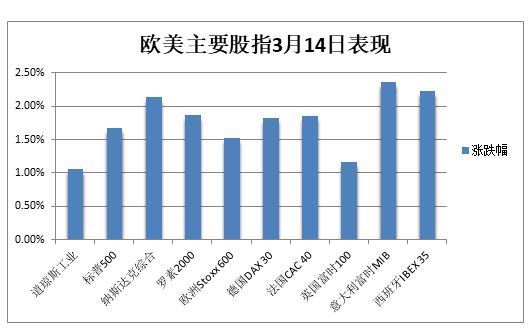 欧美主要股指3月14日表现
2.50%
2.00%
1.50%
1.00%
0.50%
0.00%
道琼斯工业
标普500
纳斯达克综合
罗素2000
欧洲Stoxx 600
德国DAX 30
法国CAC 40
英国富时100
意大利富时MIB
西班牙IBEX 35
涨跌幅